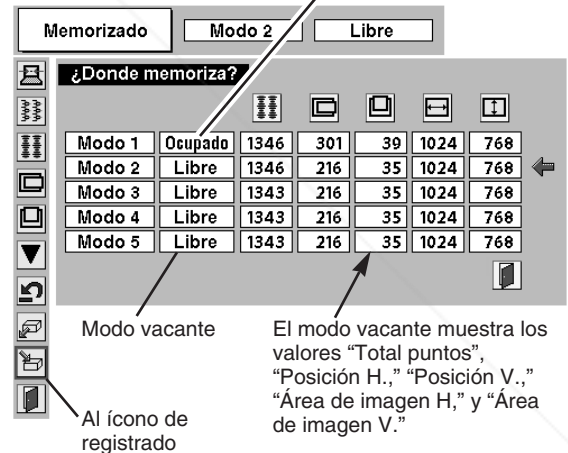 Memorizado Modo 2 Libre
¿Donde memoriza?
Modo 1 Ocupado 1346 301 39 1024 768
Modo 2 Libre 1346 216 35 1024 768
Modo 3 Libre 1343 216 35 1024 768
Modo 4 Libre 1343 216 35 1024 768
Modo 5 Libre 1343 216 35 1024 768
Modo vacante
El modo vacante muestra los
valores “Total puntos”,
“Posición H.,” “Posición V.,”
“Área de imagen H,” y “Área
de imagen V.”
Al ícono de
registrado